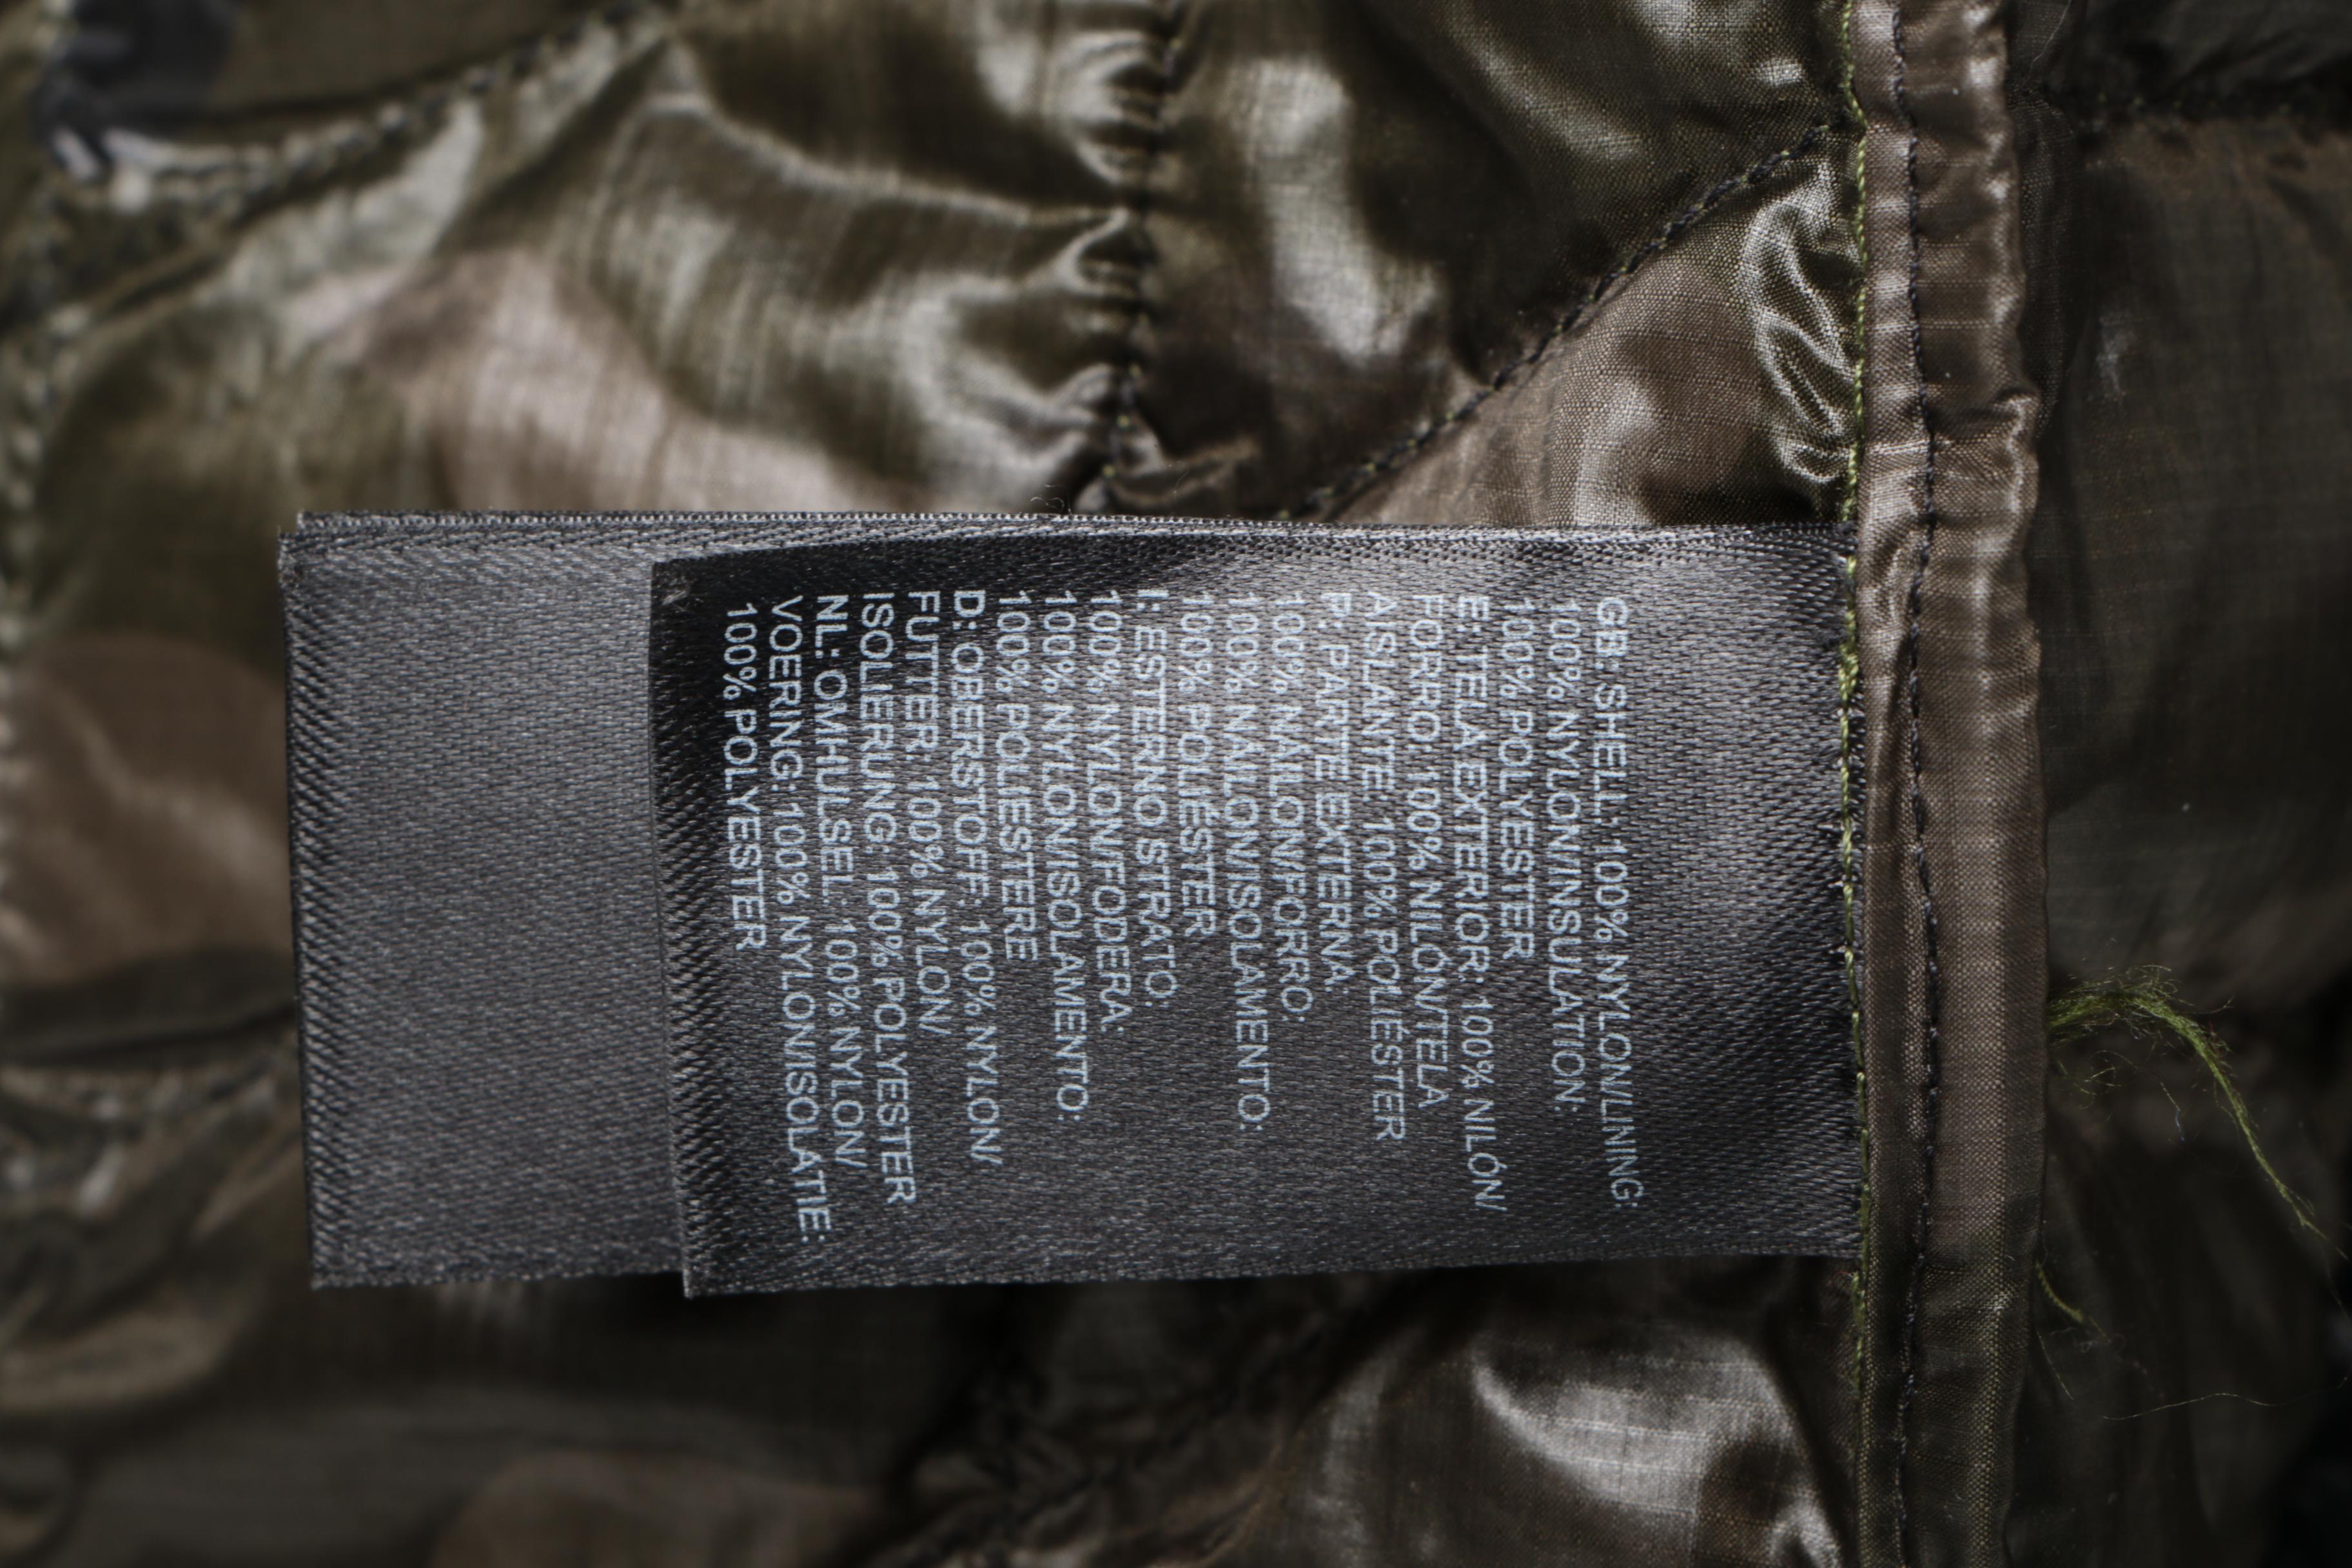 GB: SHELL: 100% NYLON/LINING:
100% NYLON/INSULATION:
100% POLYESTER
E: TELA EXTERIOR: 100% NILÓN/
FORRO: 100% NILÓN/TELA
AISLANTE: 100% POLIÉSTER
P: PARTE EXTERNA:
100% NÁILON/FORRO:
100% NÁILON/ISOLAMENTO:
100% POLIÉSTER
I: ESTERNO STRATO:
100% NYLON/FODERA:
100% NYLON/ISOLAMENTO:
100% POLIESTERE
D: OBERSTOFF: 100% NYLON/
FUTTER: 100% NYLON/
ISOLIERUNG: 100% POLYESTER
NL: OMHULSEL: 100% NYLON/
VOERING: 100% NYLON/ISOLATIE:
100% POLYESTER